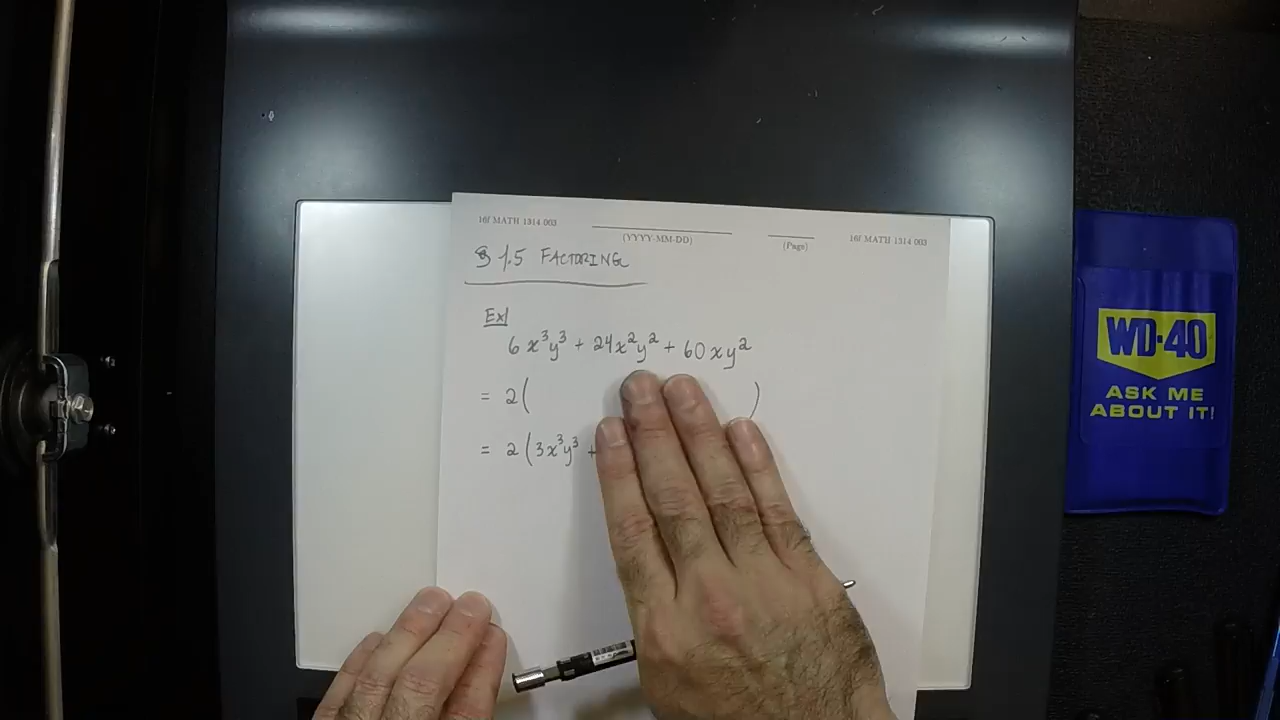 16f MATH 1314 003 (YYYY-MM-DD) (Page) 16f MATH 1314 003
§ 1.5 FACTORING
Ex1
6x³y³ + 24x²y² + 60xy²
= 2( )
= 2(3x³y³ +
WD-40
ASK ME
ABOUT IT!